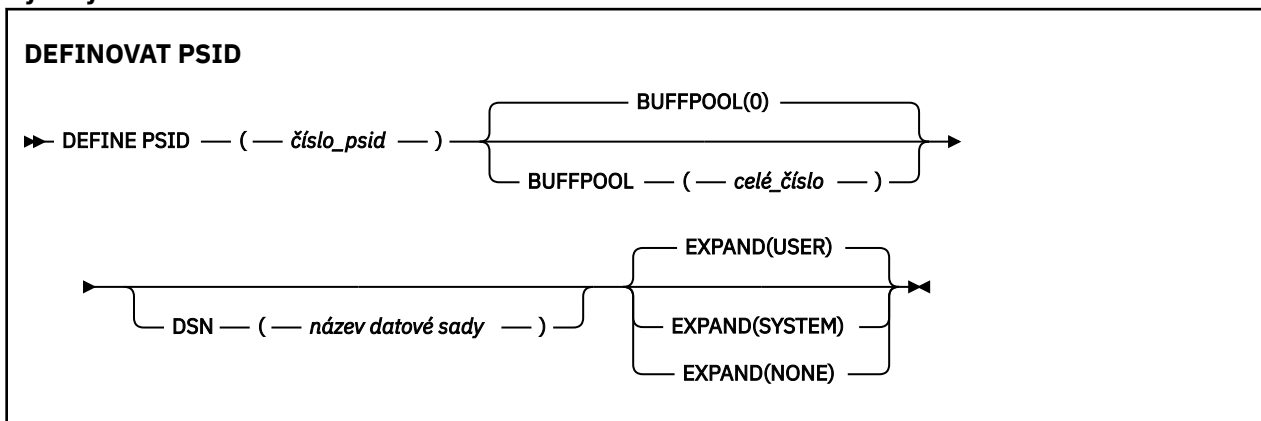 DEFINOVAT PSID
BUFFPOOL(0)
DEFINE PSID ( číslo_psid )
BUFFPOOL ( celé_číslo )
EXPAND(USER)
DSN ( název datové sady ) EXPAND(SYSTEM)
EXPAND(NONE)